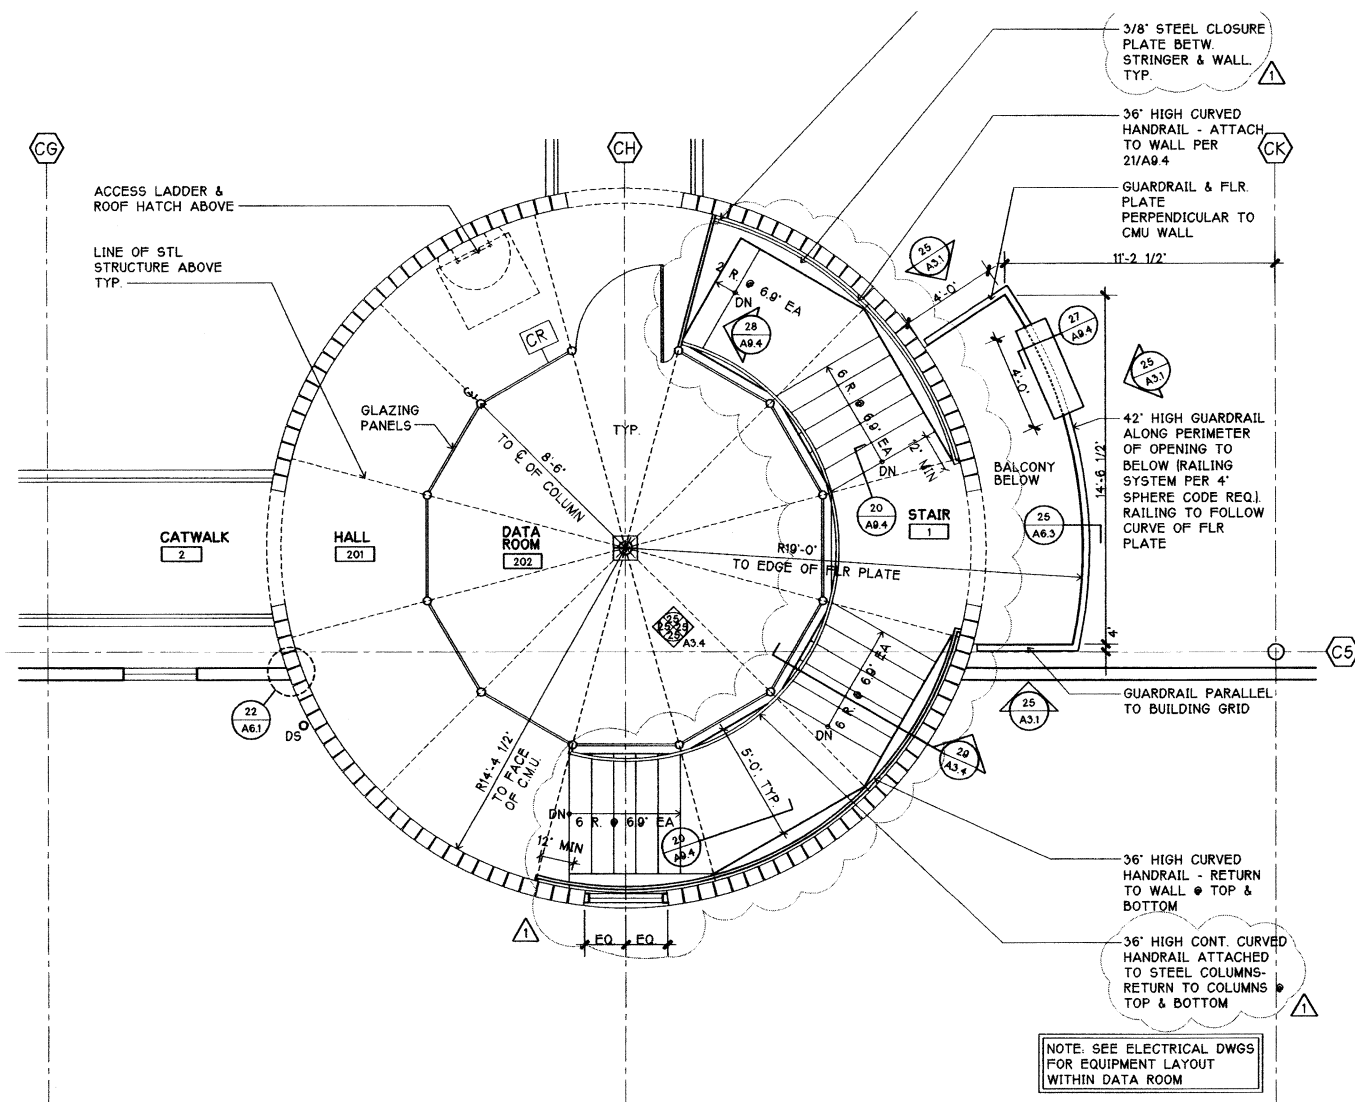 3/8" STEEL CLOSURE
PLATE BETW.
STRINGER & WALL.
TYP.
1
36" HIGH CURVED
HANDRAIL - ATTACH
TO WALL PER
21/A9.4
CG
CH
CK
ACCESS LADDER &
ROOF HATCH ABOVE
GUARDRAIL & FLR.
PLATE
PERPENDICULAR TO
CMU WALL
LINE OF STL
STRUCTURE ABOVE
TYP.
25
A3.1
11'-2 1/2"
4'-0"
2 R. @ 6.9" EA
DN
28
A9.4
27
A9.4
CR
25
A3.1
4'-0"
6 R @ 6.9" EA
DN
12" MIN
GLAZING
PANELS
3"
TYP.
8'-6"
TO ℄ OF COLUMN
42" HIGH GUARDRAIL
ALONG PERIMETER
OF OPENING TO
BELOW (RAILING
SYSTEM PER 4"
SPHERE CODE REQ.).
RAILING TO FOLLOW
CURVE OF FLR
PLATE
BALCONY
BELOW
14'-6 1/2"
20
A9.4
STAIR
1
25
A6.3
CATWALK
2
HALL
201
DATA
ROOM
202
R19'-0"
TO EDGE OF FLR PLATE
25
25 25
25
A3.4
4"
C5
6 R. @ 6.9" EA
DN
22
A6.1
DS
25
A3.1
GUARDRAIL PARALLEL
TO BUILDING GRID
29
A3.4
R14'-4 1/2"
TO FACE
OF C.M.U.
5'-0" TYP.
DN
6 R. @ 6.9" EA
12" MIN
20
A9.4
36" HIGH CURVED
HANDRAIL - RETURN
TO WALL @ TOP &
BOTTOM
1
EQ
EQ
36" HIGH CONT. CURVED
HANDRAIL ATTACHED
TO STEEL COLUMNS-
RETURN TO COLUMNS @
TOP & BOTTOM
1
NOTE: SEE ELECTRICAL DWGS
FOR EQUIPMENT LAYOUT
WITHIN DATA ROOM